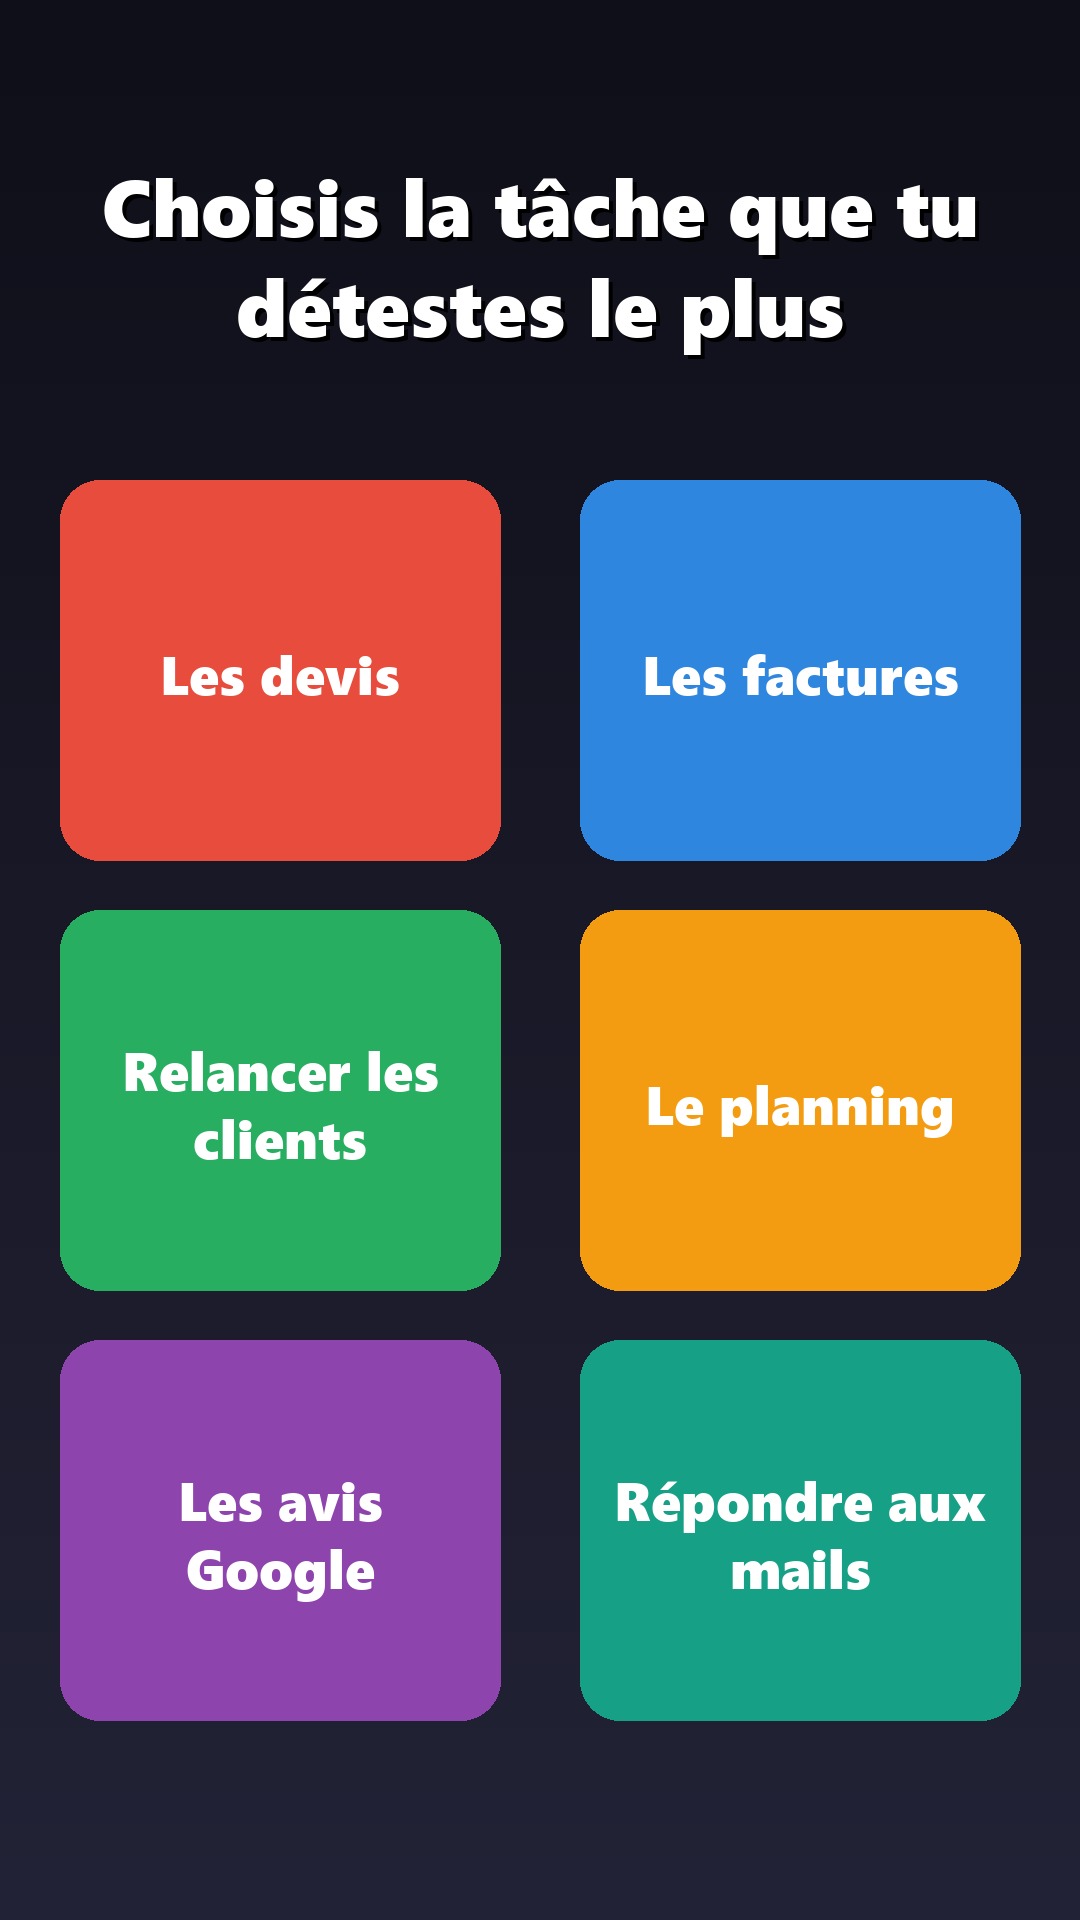 Choisis la tâche que tu
détestes le plus
Les devis
Les factures
Relancer les
clients
Le planning
Les avis
Google
Répondre aux
mails